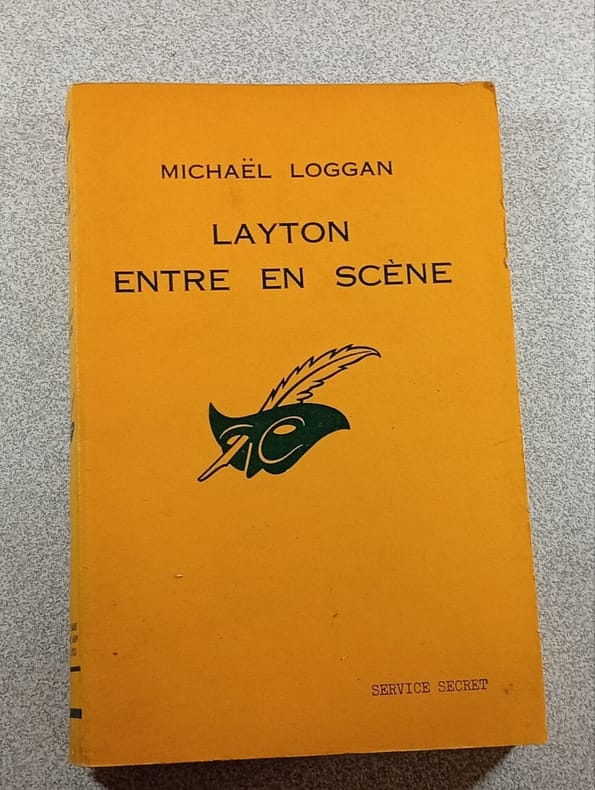 MICHAËL LOGGAN
LAYTON
ENTRE EN SCÈNE
SERVICE SECRET